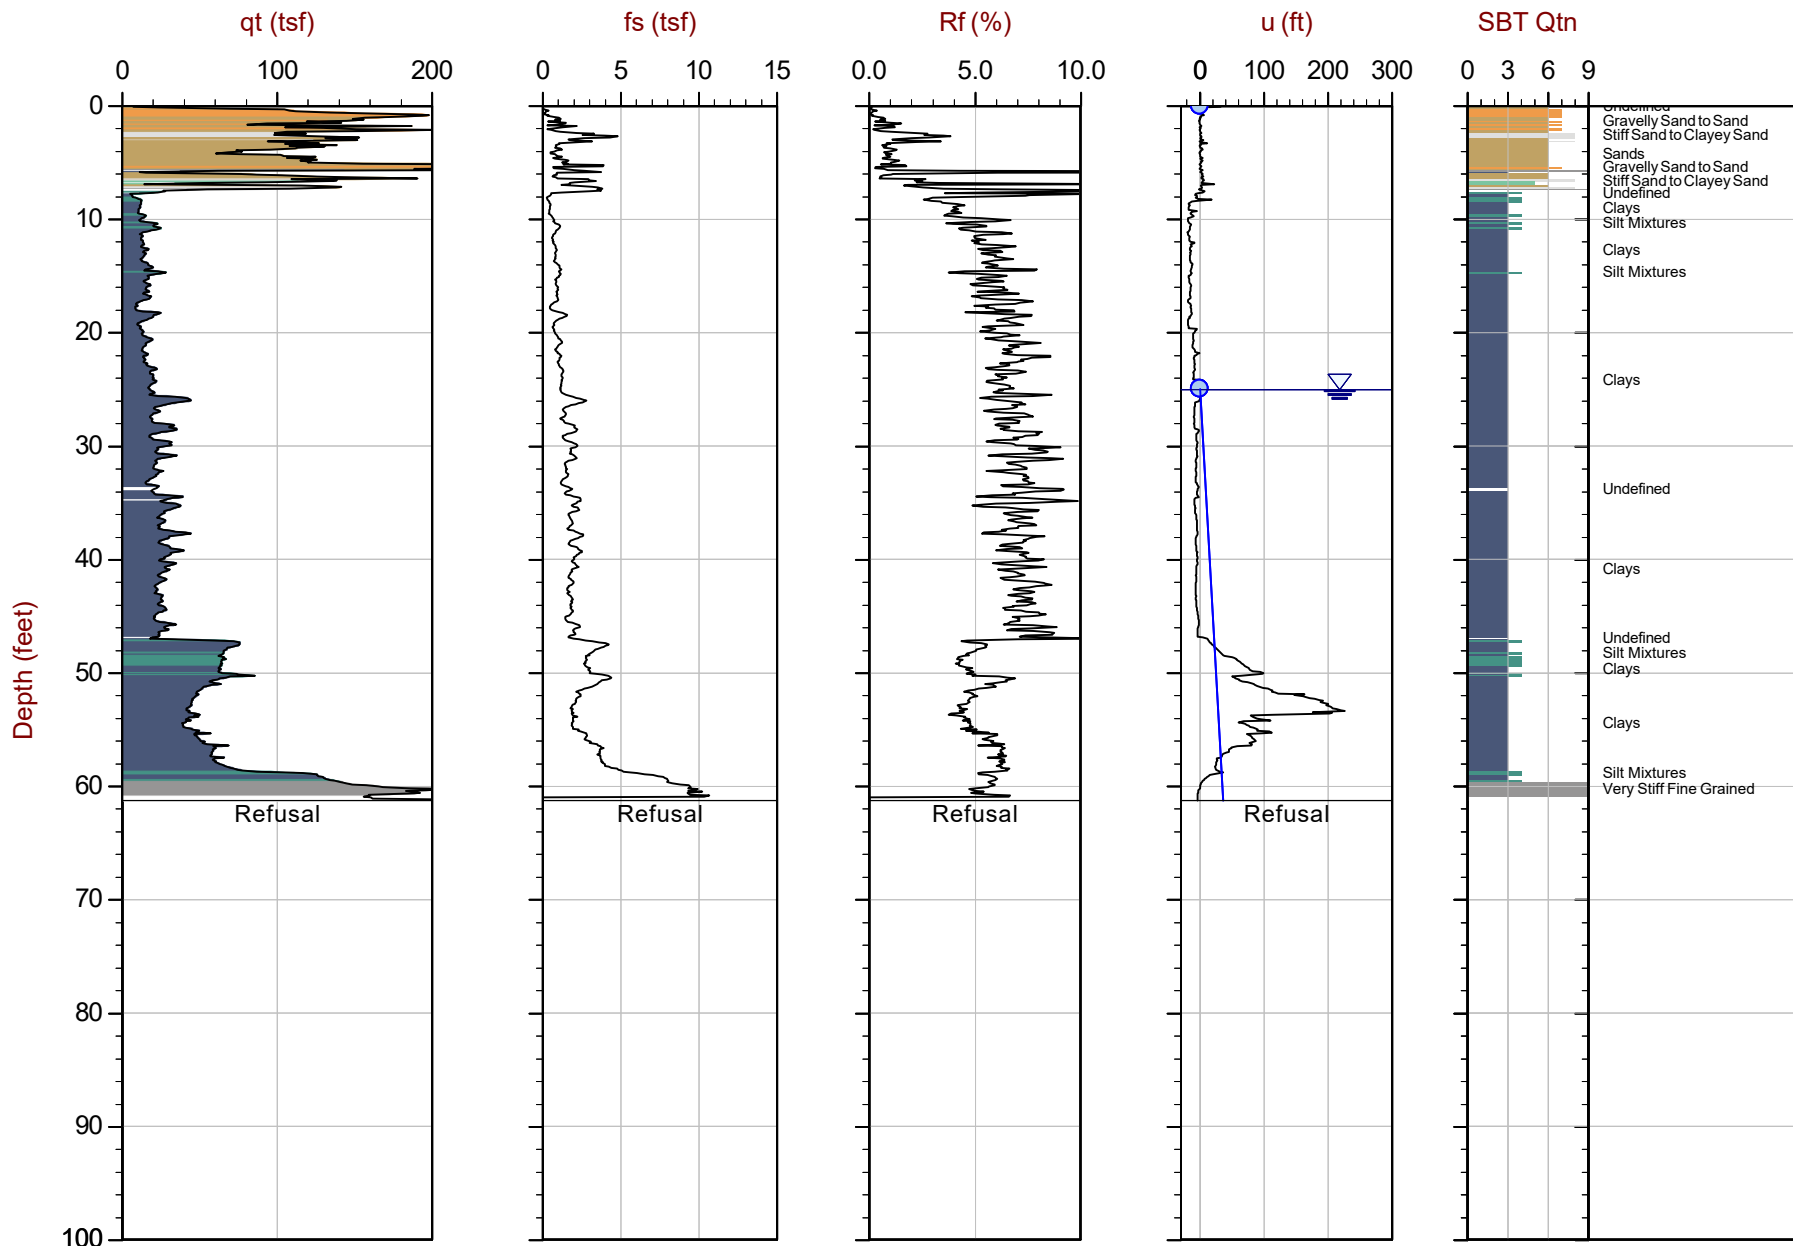 qt (tsf) fs (tsf) Rf (%) u (ft) SBT Qtn
0 100 200 0 5 10 15 0.0 5.0 10.0 0 100 200 300 0 3 6 9
0
Undefined
Gravelly Sand to Sand
Stiff Sand to Clayey Sand
Sands
Gravelly Sand to Sand
Stiff Sand to Clayey Sand
Undefined
Clays
10
Silt Mixtures
Clays
Silt Mixtures
20
Clays
30
Undefined
40
Clays
Undefined
Silt Mixtures
Clays
50
Clays
Silt Mixtures
60
Very Stiff Fine Grained
Refusal Refusal Refusal Refusal
Depth (feet)
70
80
90
100